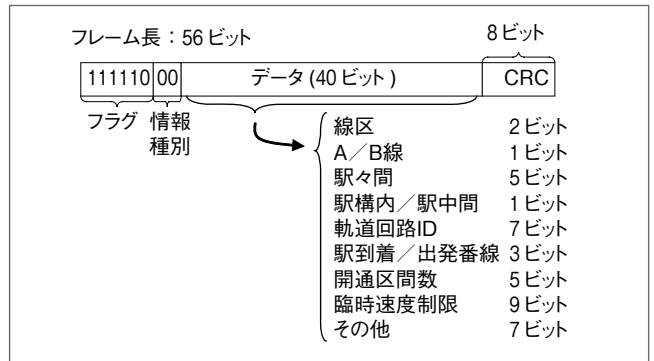 フレーム長：56 ビット 8 ビット
111110 00 データ (40 ビット ) CRC
フラグ 情報種別
線区 2 ビット
A／B線 1 ビット
駅々間 5 ビット
駅構内／駅中間 1 ビット
軌道回路ID 7 ビット
駅到着／出発番線 3 ビット
開通区間数 5 ビット
臨時速度制限 9 ビット
その他 7 ビット